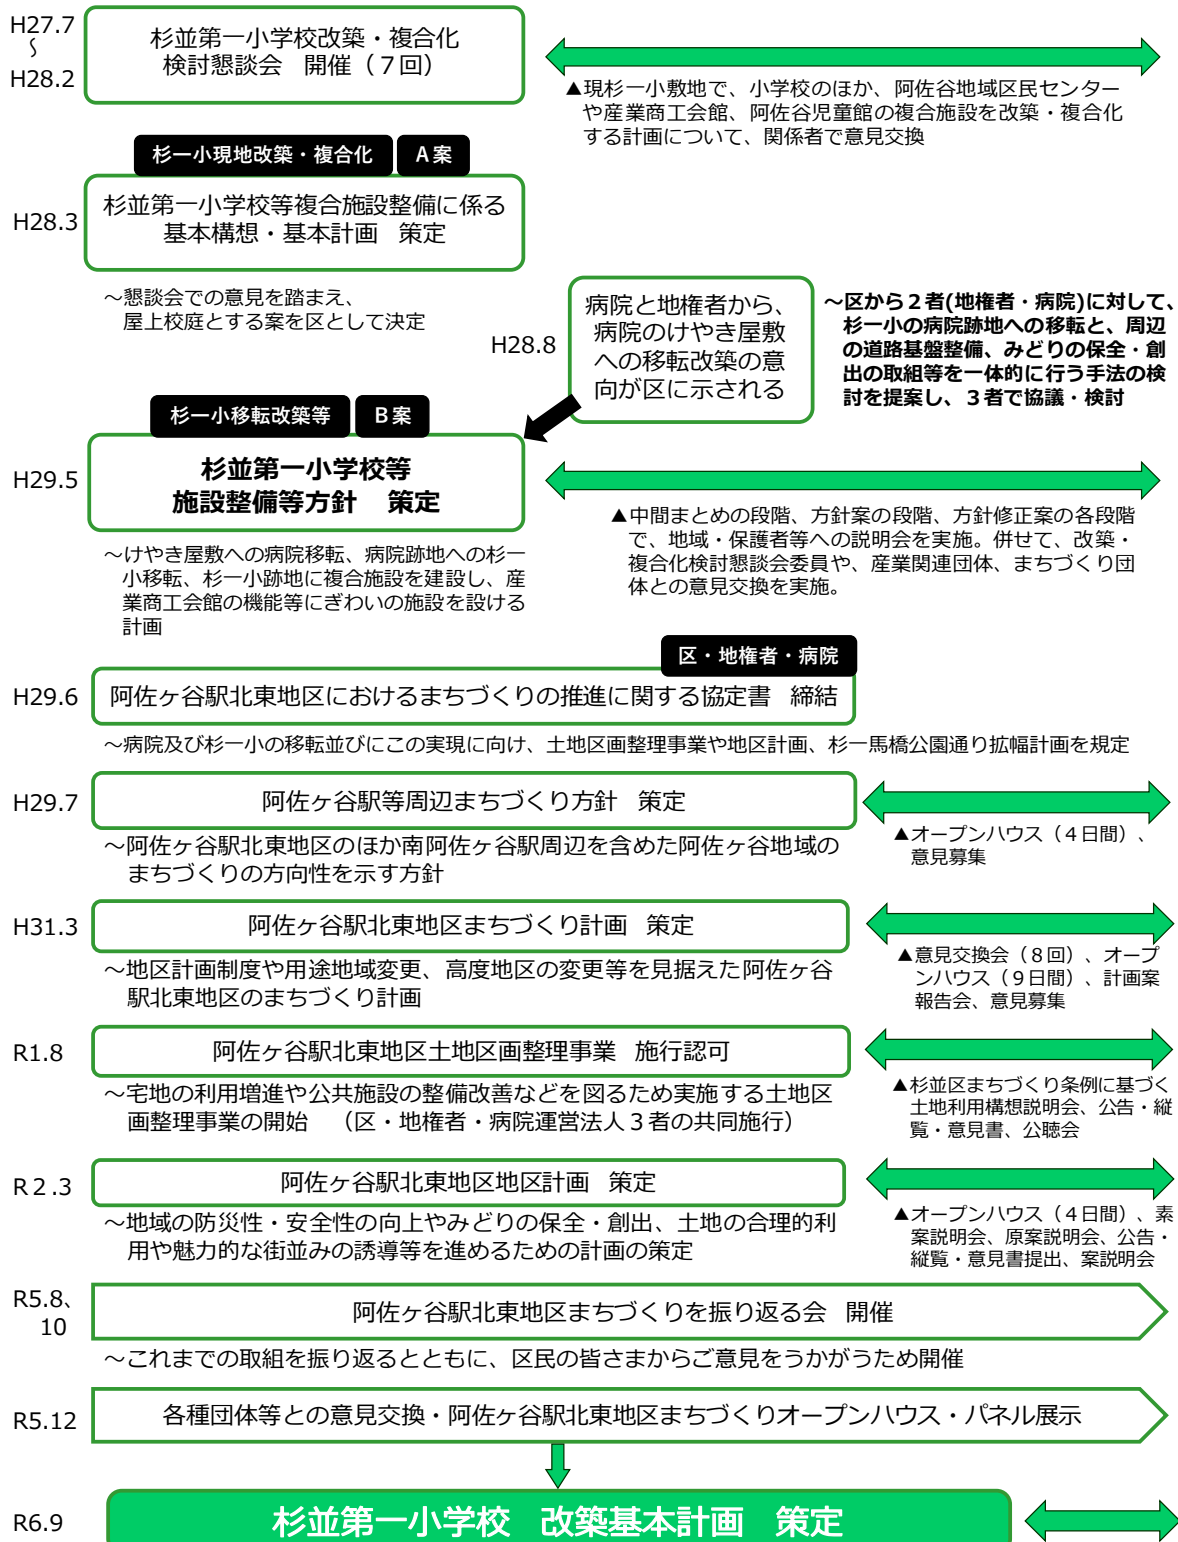 H27.7
～
H28.2
杉並第一小学校改築・複合化
検討懇談会　開催（７回）
▲現杉一小敷地で、小学校のほか、阿佐谷地域区民センター
や産業商工会館、阿佐谷児童館の複合施設を改築・複合化
する計画について、関係者で意見交換
杉一小現地改築・複合化
Ａ案
H28.3
杉並第一小学校等複合施設整備に係る
基本構想・基本計画　策定
～懇談会での意見を踏まえ、
屋上校庭とする案を区として決定
H28.8
病院と地権者から、
病院のけやき屋敷
への移転改築の意
向が区に示される
～区から２者(地権者・病院)に対して、
杉一小の病院跡地への移転と、周辺
の道路基盤整備、みどりの保全・創
出の取組等を一体的に行う手法の検
討を提案し、３者で協議・検討
杉一小移転改築等
Ｂ案
H29.5
杉並第一小学校等
施設整備等方針　策定
▲中間まとめの段階、方針案の段階、方針修正案の各段階
で、地域・保護者等への説明会を実施。併せて、改築・
複合化検討懇談会委員や、産業関連団体、まちづくり団
体との意見交換を実施。
～けやき屋敷への病院移転、病院跡地への杉一
小移転、杉一小跡地に複合施設を建設し、産
業商工会館の機能等にぎわいの施設を設ける
計画
区・地権者・病院
H29.6
阿佐ヶ谷駅北東地区におけるまちづくりの推進に関する協定書　締結
～病院及び杉一小の移転並びにこの実現に向け、土地区画整理事業や地区計画、杉一馬橋公園通り拡幅計画を規定
H29.7
阿佐ヶ谷駅等周辺まちづくり方針　策定
▲オープンハウス（４日間）、
意見募集
～阿佐ヶ谷駅北東地区のほか南阿佐ヶ谷駅周辺を含めた阿佐ヶ谷地域の
まちづくりの方向性を示す方針
H31.3
阿佐ヶ谷駅北東地区まちづくり計画　策定
▲意見交換会（８回）、オープ
ンハウス（９日間）、計画案
報告会、意見募集
～地区計画制度や用途地域変更、高度地区の変更等を見据えた阿佐ヶ谷
駅北東地区のまちづくり計画
R1.8
阿佐ヶ谷駅北東地区土地区画整理事業　施行認可
▲杉並区まちづくり条例に基づく
土地利用構想説明会、公告・縦
覧・意見書、公聴会
～宅地の利用増進や公共施設の整備改善などを図るため実施する土地区
画整理事業の開始　（区・地権者・病院運営法人３者の共同施行）
R２.3
阿佐ヶ谷駅北東地区地区計画　策定
▲オープンハウス（４日間）、素
案説明会、原案説明会、公告・
縦覧・意見書提出、案説明会
～地域の防災性・安全性の向上やみどりの保全・創出、土地の合理的利
用や魅力的な街並みの誘導等を進めるための計画の策定
R5.8、
10
阿佐ヶ谷駅北東地区まちづくりを振り返る会　開催
～これまでの取組を振り返るとともに、区民の皆さまからご意見をうかがうため開催
R5.12
各種団体等との意見交換・阿佐ヶ谷駅北東地区まちづくりオープンハウス・パネル展示
R6.9
杉並第一小学校　改築基本計画　策定